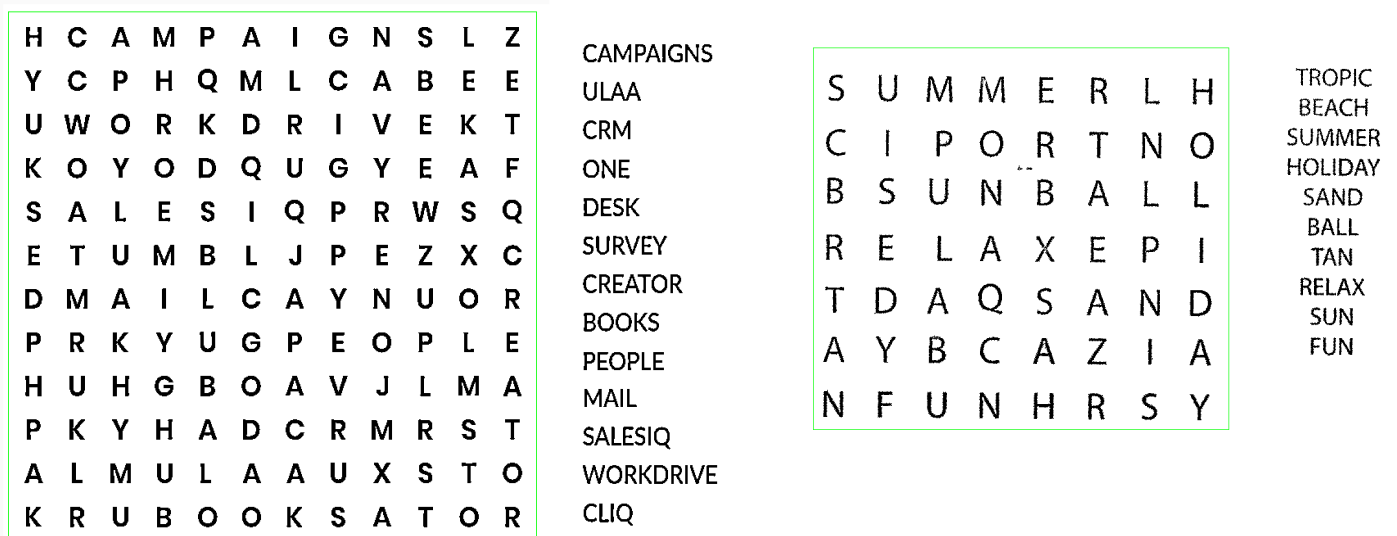 H C A M P A I G N S L Z
Y C P H Q M L C A B E E
U W O R K D R I V E K T
K O Y O D Q U G Y E A F
S A L E S I Q P R W S Q
E T U M B L J P E Z X C
D M A I L C A Y N U O R
P R K Y U G P E O P L E
H U H G B O A V J L M A
P K Y H A D C R M R S T
A L M U L A A U X S T O
K R U B O O K S A T O R
CAMPAIGNS
ULAA
CRM
ONE
DESK
SURVEY
CREATOR
BOOKS
PEOPLE
MAIL
SALESIQ
WORKDRIVE
CLIQ
S U M M E R L H
C I P O R T N O
B S U N B A L L
R E L A X E P I
T D A Q S A N D
A Y B C A Z I A
N F U N H R S Y
TROPIC
BEACH
SUMMER
HOLIDAY
SAND
BALL
TAN
RELAX
SUN
FUN